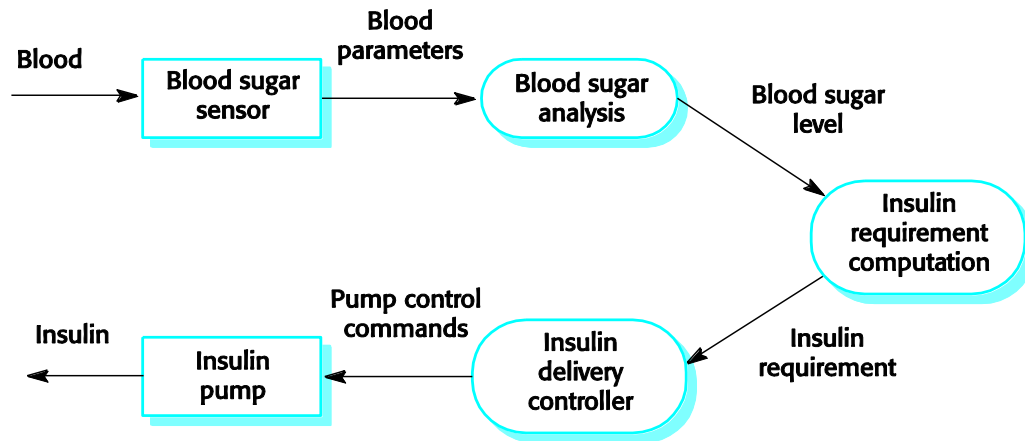 Blood
Blood sugar
sensor
Blood
parameters
Blood sugar
analysis
Blood sugar
level
Insulin
requirement
computation
Insulin
requirement
Insulin
delivery
controller
Pump control
commands
Insulin
pump
Insulin